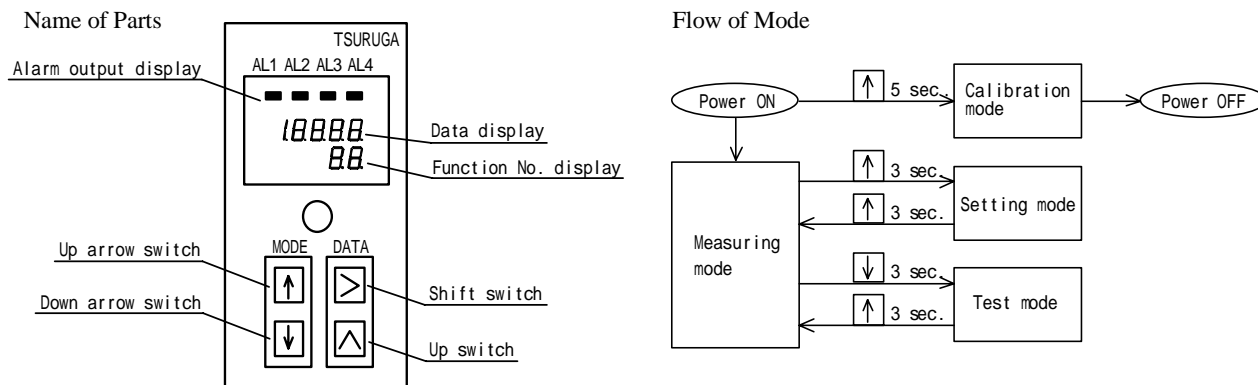 Name of Parts
TSURUGA
AL1 AL2 AL3 AL4
Alarm output display
18888
Data display
88
Function No. display
MODE DATA
Up arrow switch
↑ >
Shift switch
Down arrow switch
↓ ∧
Up switch
Flow of Mode
Power ON
↑ 5 sec.
Calibration
mode
Power OFF
Measuring
mode
↑ 3 sec.
↑ 3 sec.
Setting mode
↓ 3 sec.
↑ 3 sec.
Test mode